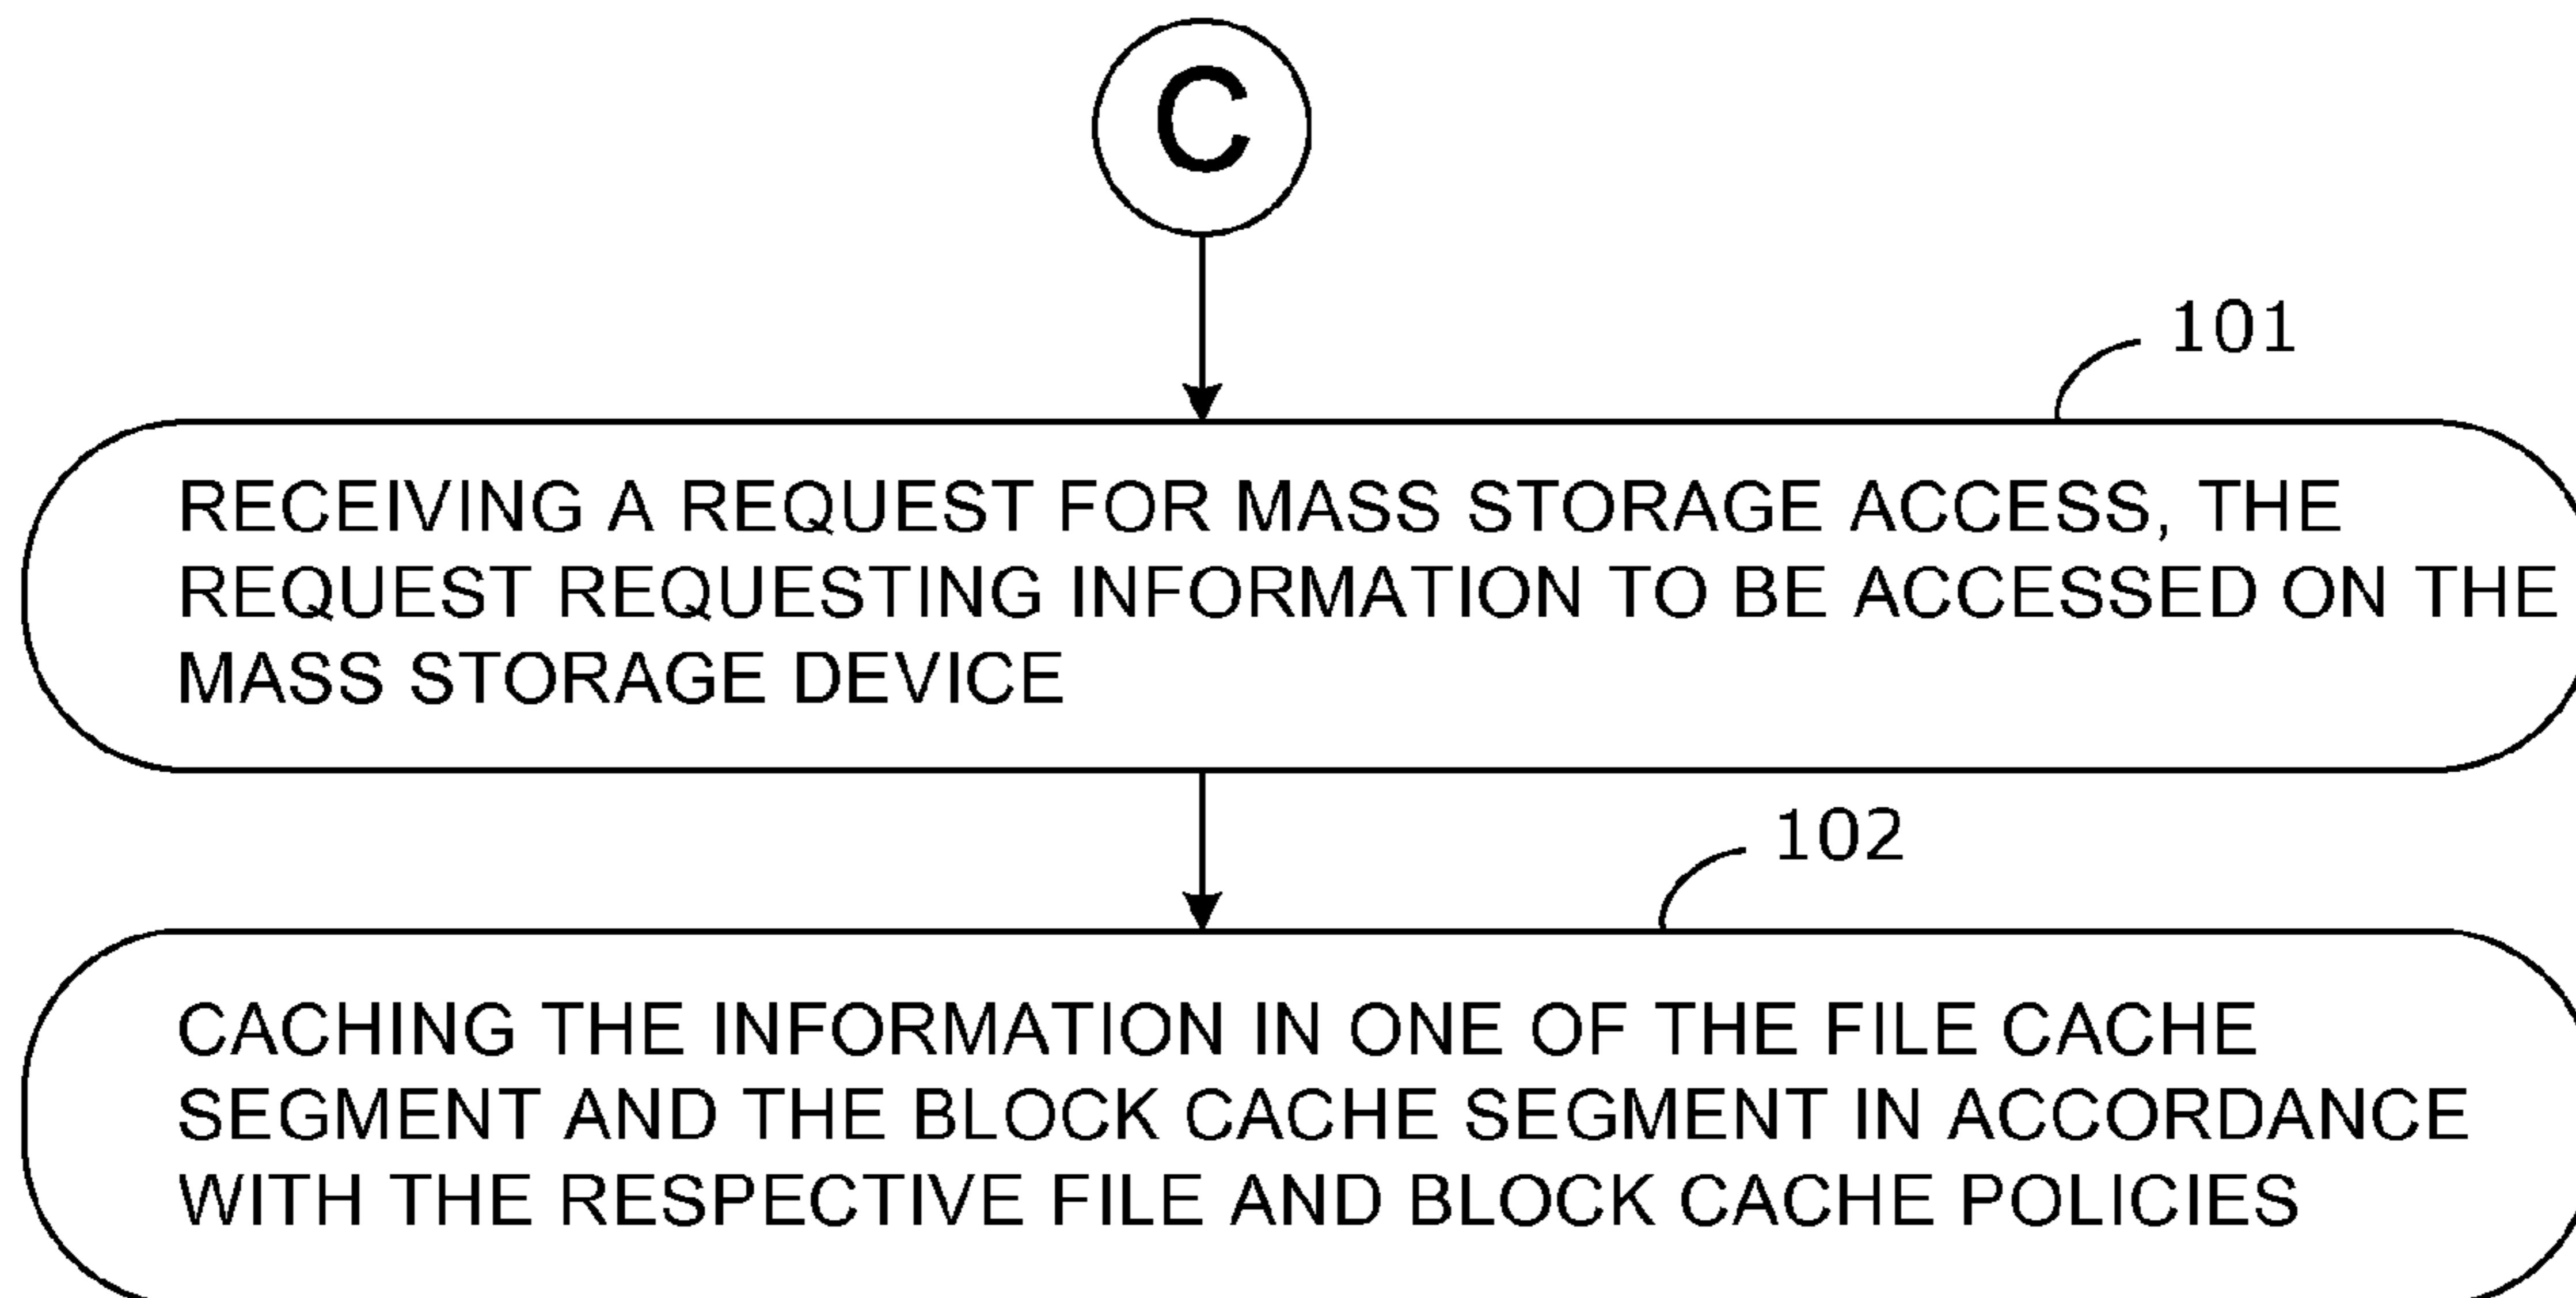 C
101
RECEIVING A REQUEST FOR MASS STORAGE ACCESS, THE
REQUEST REQUESTING INFORMATION TO BE ACCESSED ON THE
MASS STORAGE DEVICE
102
CACHING THE INFORMATION IN ONE OF THE FILE CACHE
SEGMENT AND THE BLOCK CACHE SEGMENT IN ACCORDANCE
WITH THE RESPECTIVE FILE AND BLOCK CACHE POLICIES